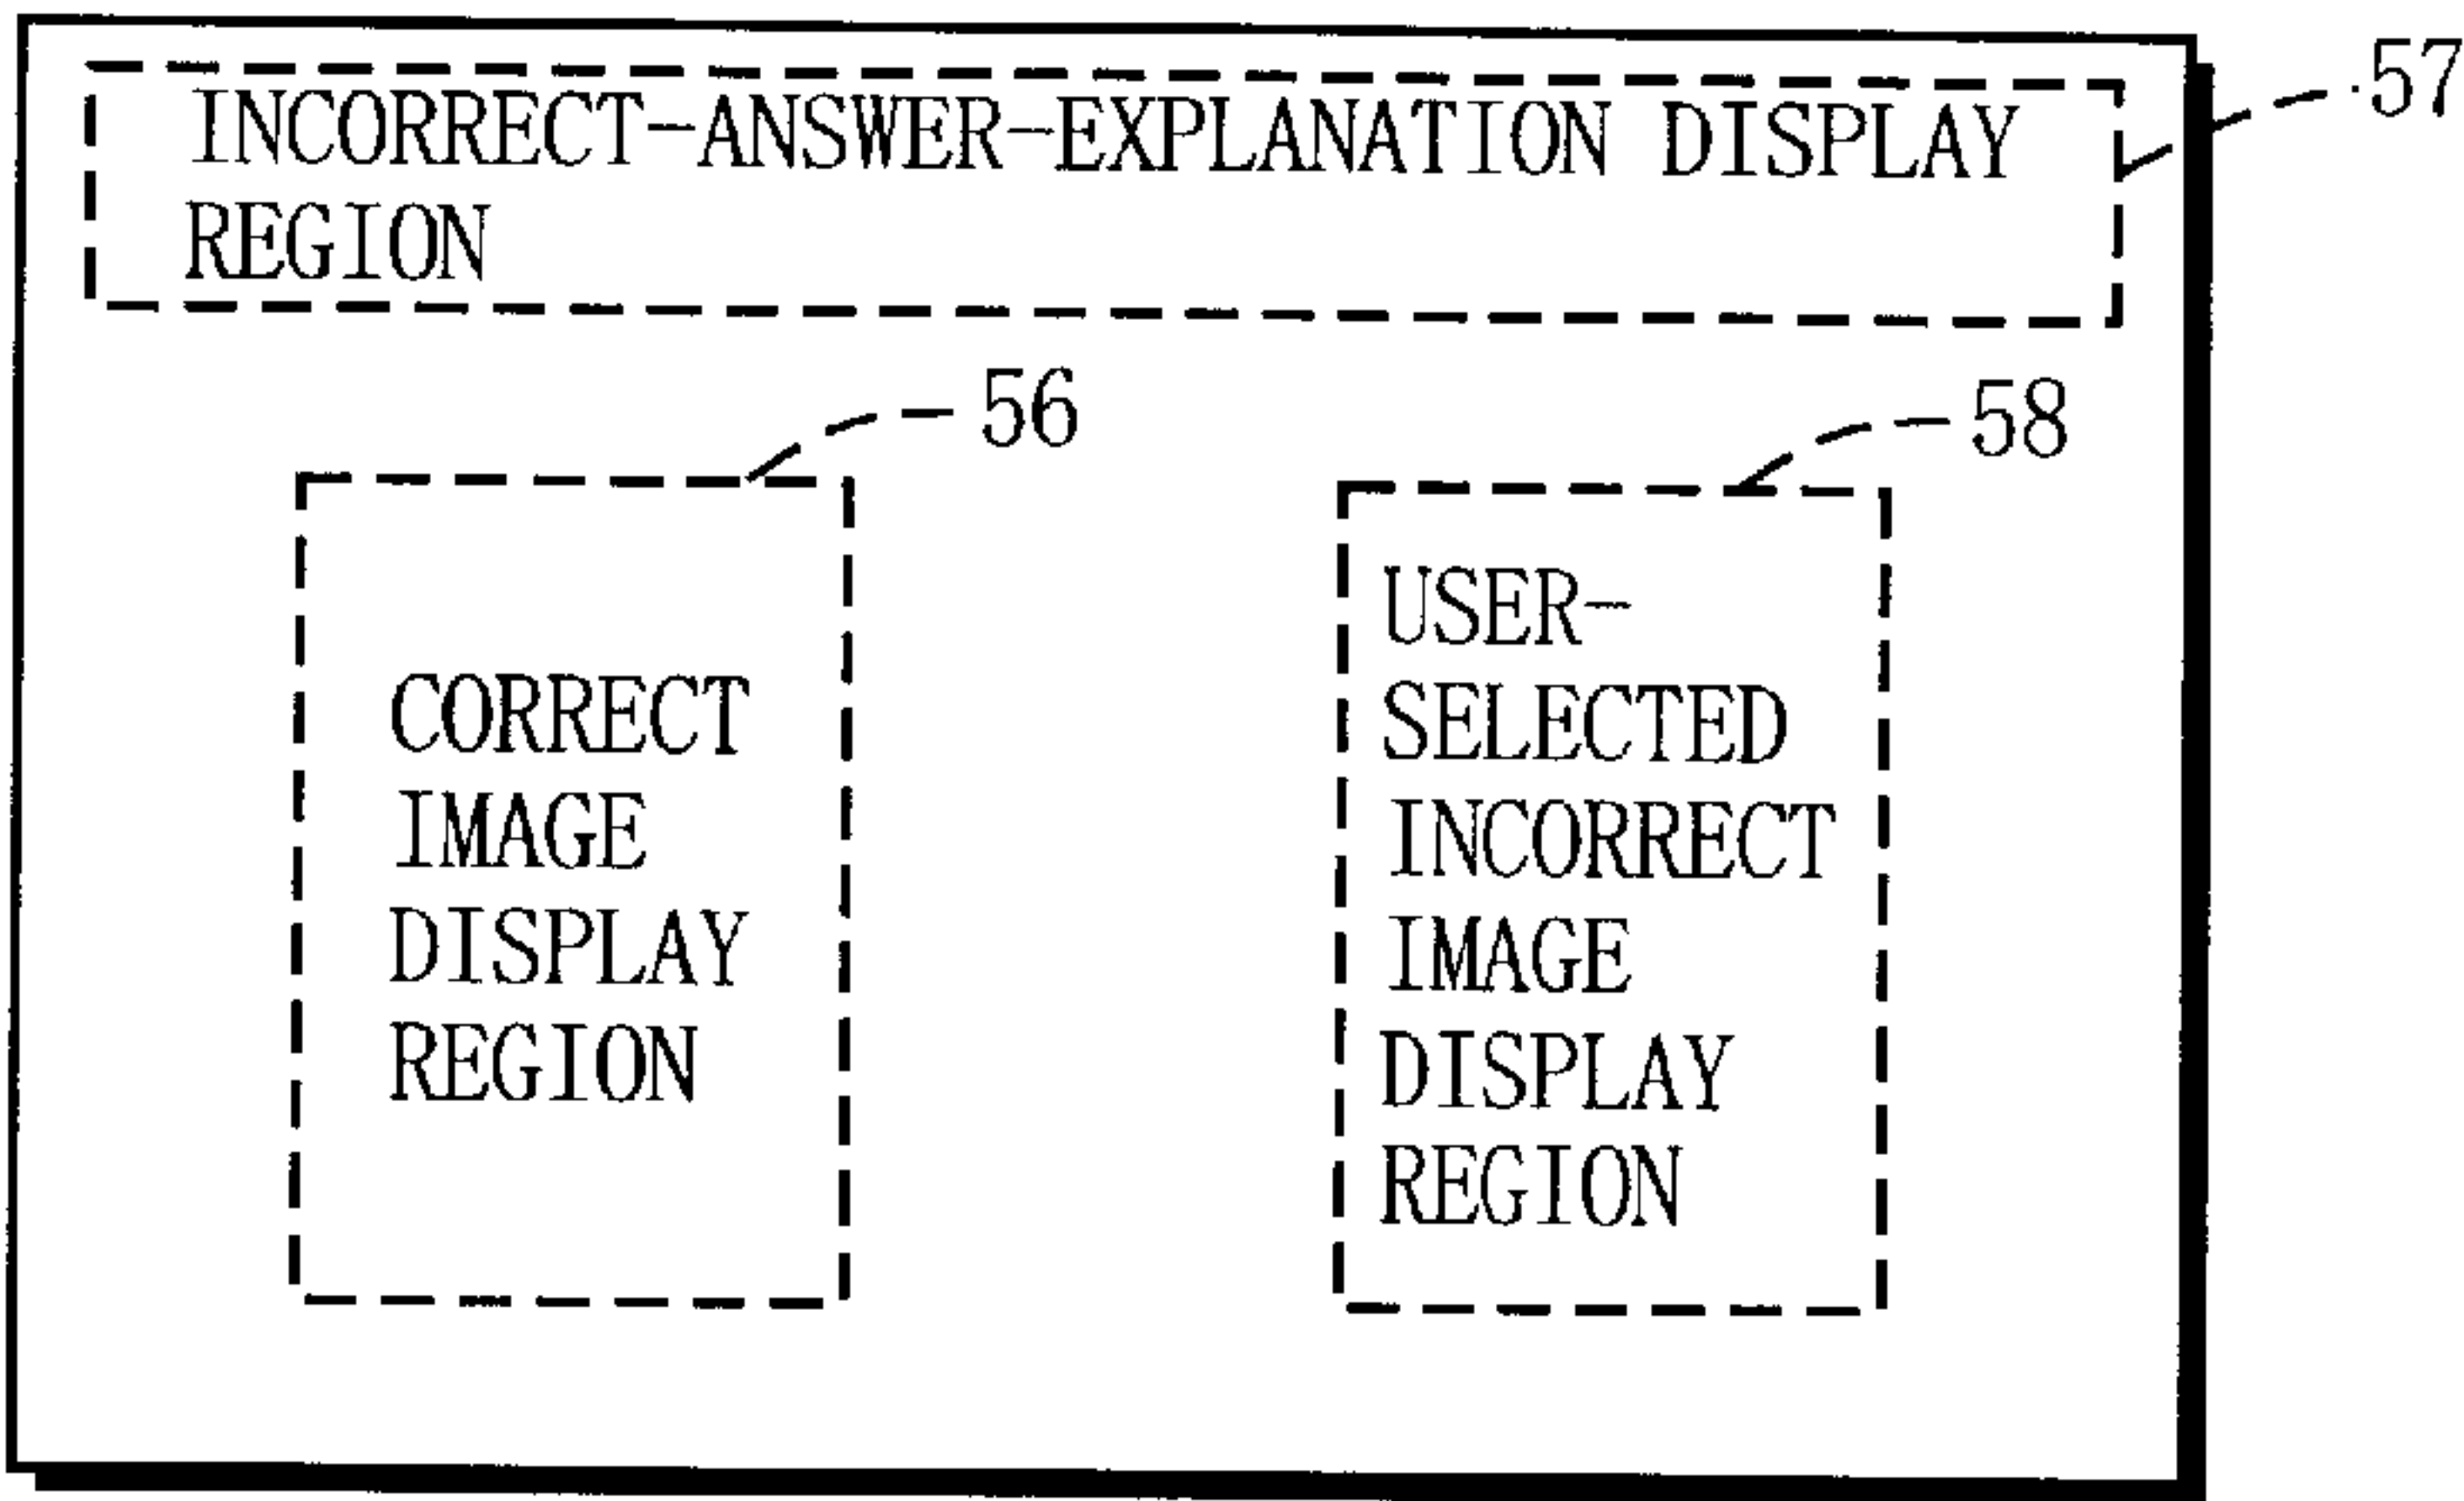 57
INCORRECT-ANSWER-EXPLANATION DISPLAY
REGION
56
CORRECT
IMAGE
DISPLAY
REGION
58
USER-
SELECTED
INCORRECT
IMAGE
DISPLAY
REGION